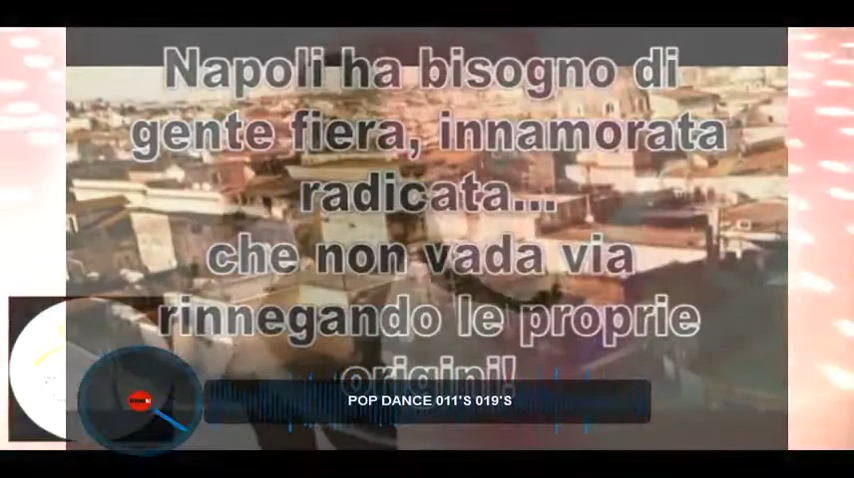 Napoli ha bisogno di
gente fiera, innamorata
radicata...
che non vada via
rinnegando le proprie
origini!
POP DANCE 011'S 019'S